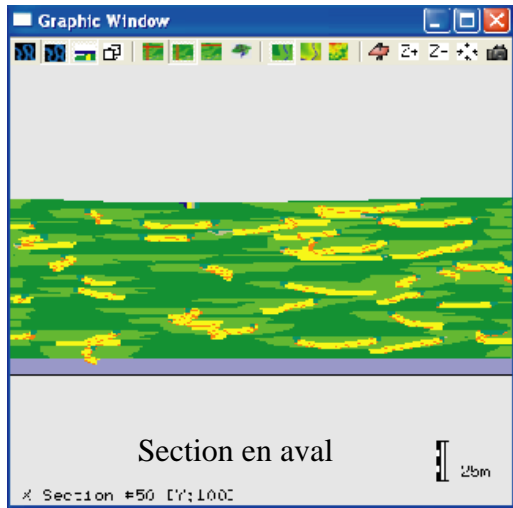 Graphic Window
Z+ Z-
Section en aval
25m
X Section #50 [Y;100]